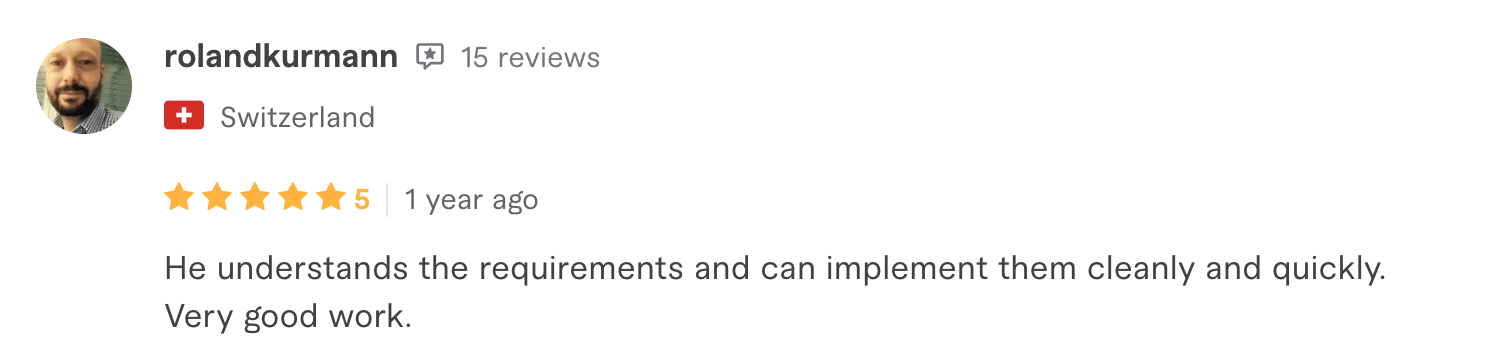 rolandkurmann 15 reviews
Switzerland
5 1 year ago
He understands the requirements and can implement them cleanly and quickly.
Very good work.